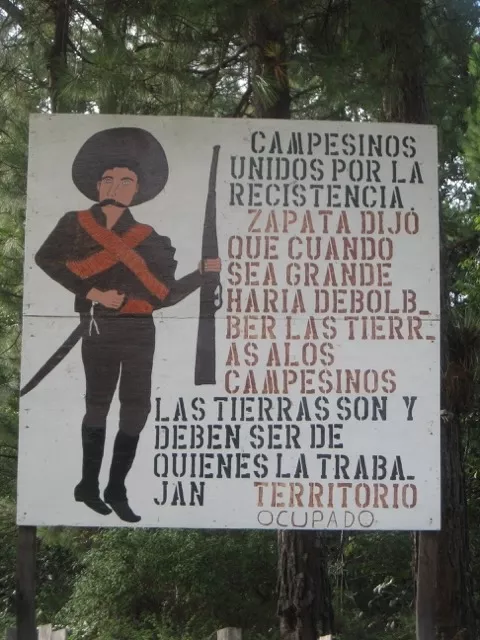 CAMPESINOS
UNIDOS POR LA
RECISTENCIA
ZAPATA DIJO
QUE CUANDO
SEA GRANDE
HARIA DEBOLB_
BER LAS TIERR_
AS ALOS
CAMPESINOS
LAS TIERRAS SON Y
DEBEN SER DE
QUIENES LA TRABA_
JAN TERRITORIO
OCUPADO